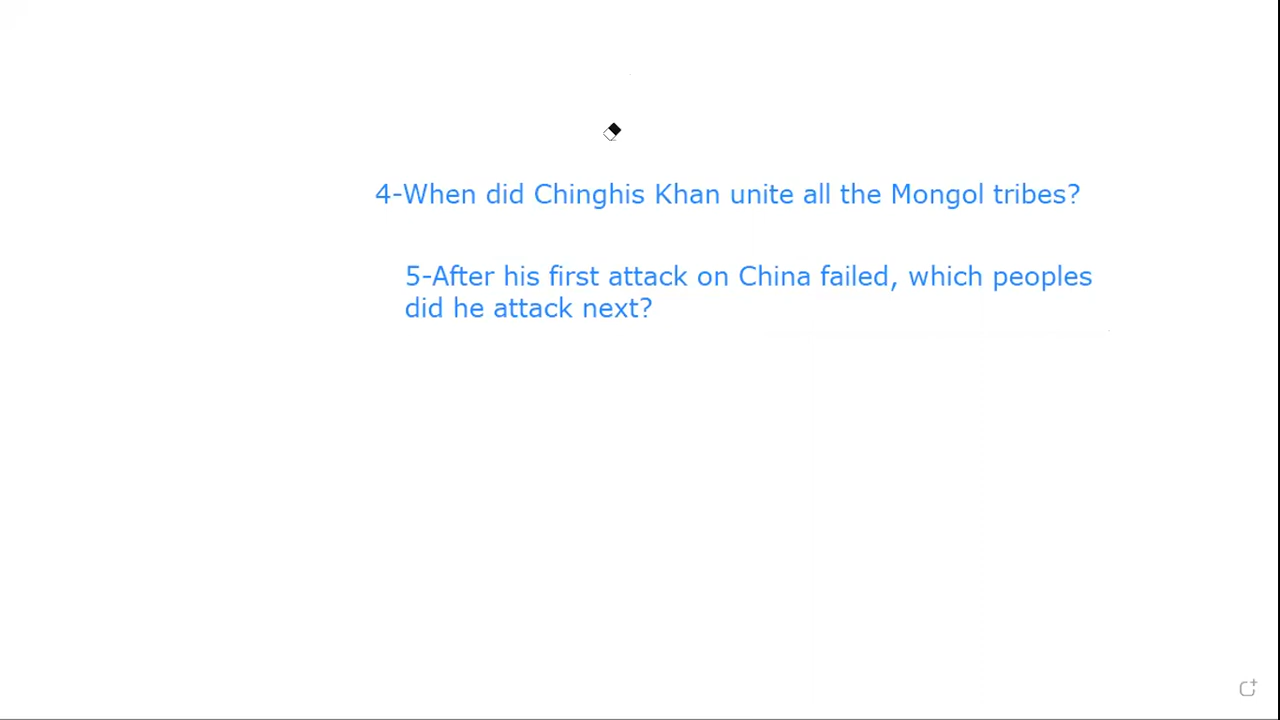 4-When did Chinghis Khan unite all the Mongol tribes?
5-After his first attack on China failed, which peoples
did he attack next?